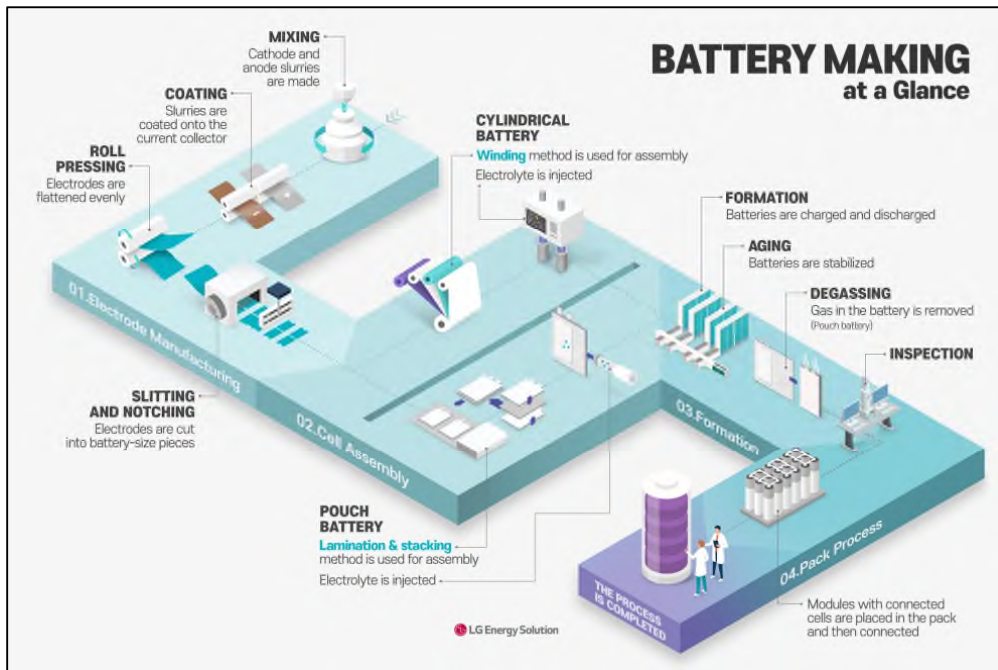 BATTERY MAKING
at a Glance
MIXING
Cathode and
anode slurries
are made
COATING
Slurries are
coated onto the
current collector
ROLL
PRESSING
Electrodes are
flattened evenly
SLITTING
AND NOTCHING
Electrodes are cut
into battery-size pieces
01.Electrode Manufacturing
CYLINDRICAL
BATTERY
Winding method is used for assembly
Electrolyte is injected
POUCH
BATTERY
Lamination & stacking
method is used for assembly
Electrolyte is injected
02.Cell Assembly
FORMATION
Batteries are charged and discharged
AGING
Batteries are stabilized
DEGASSING
Gas in the battery is removed
(Pouch battery)
INSPECTION
03.Formation
04.Pack Process
Modules with connected
cells are placed in the pack
and then connected
THE PROCESS
IS COMPLETED
LG Energy Solution